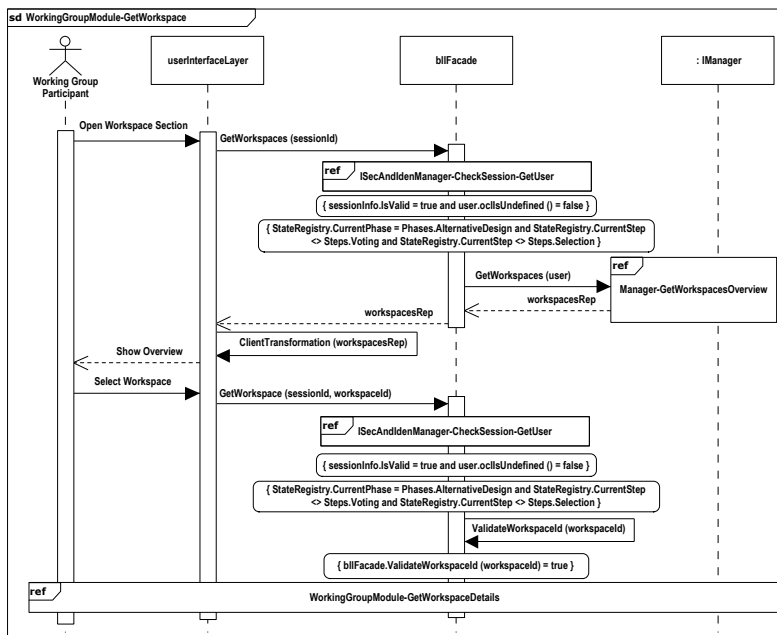 sd WorkingGroupModule-GetWorkspace
Working Group
Participant
userInterfaceLayer
bllFacade
: IManager
Open Workspace Section
GetWorkspaces (sessionId)
ref
ISecAndIdenManager-CheckSession-GetUser
{ sessionInfo.IsValid = true and user.oclIsUndefined () = false }
{ StateRegistry.CurrentPhase = Phases.AlternativeDesign and StateRegistry.CurrentStep
<> Steps.Voting and StateRegistry.CurrentStep <> Steps.Selection }
ref
GetWorkspaces (user)
Manager-GetWorkspacesOverview
workspacesRep
workspacesRep
ClientTransformation (workspacesRep)
Show Overview
Select Workspace
GetWorkspace (sessionId, workspaceId)
ref
ISecAndIdenManager-CheckSession-GetUser
{ sessionInfo.IsValid = true and user.oclIsUndefined () = false }
{ StateRegistry.CurrentPhase = Phases.AlternativeDesign and StateRegistry.CurrentStep
<> Steps.Voting and StateRegistry.CurrentStep <> Steps.Selection }
ValidateWorkspaceId (workspaceId)
{ bllFacade.ValidateWorkspaceId (workspaceId) = true }
ref
WorkingGroupModule-GetWorkspaceDetails